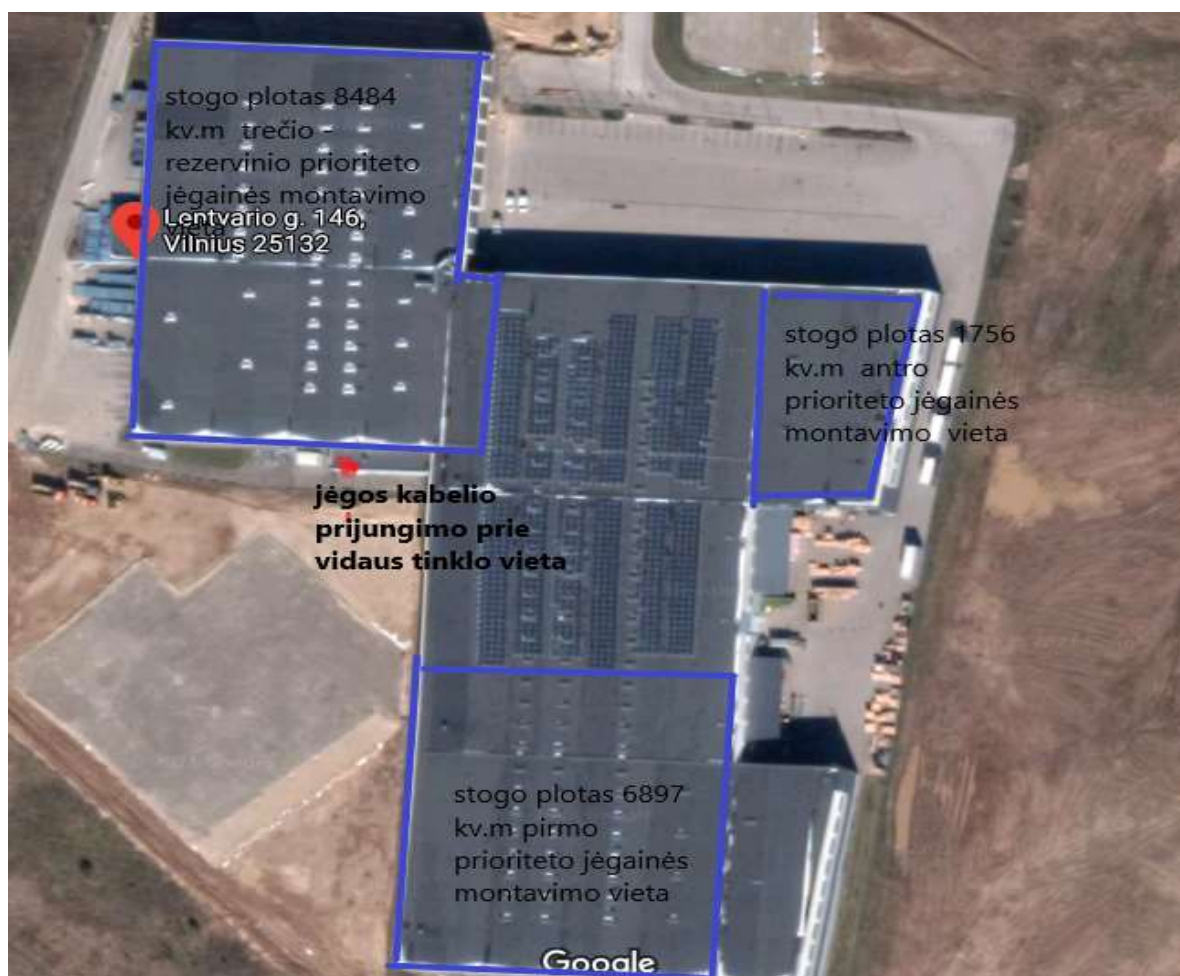 stogo plotas 8484
kv.m trečio -
rezervinio prioriteto
jėgainės montavimo
vieta
Lentvario g. 146,
Vilnius 25132
stogo plotas 1756
kv.m antro
prioriteto jėgainės
montavimo vieta
jėgos kabelio
prijungimo prie
vidaus tinklo vieta
stogo plotas 6897
kv.m pirmo
prioriteto jėgainės
montavimo vieta
Google